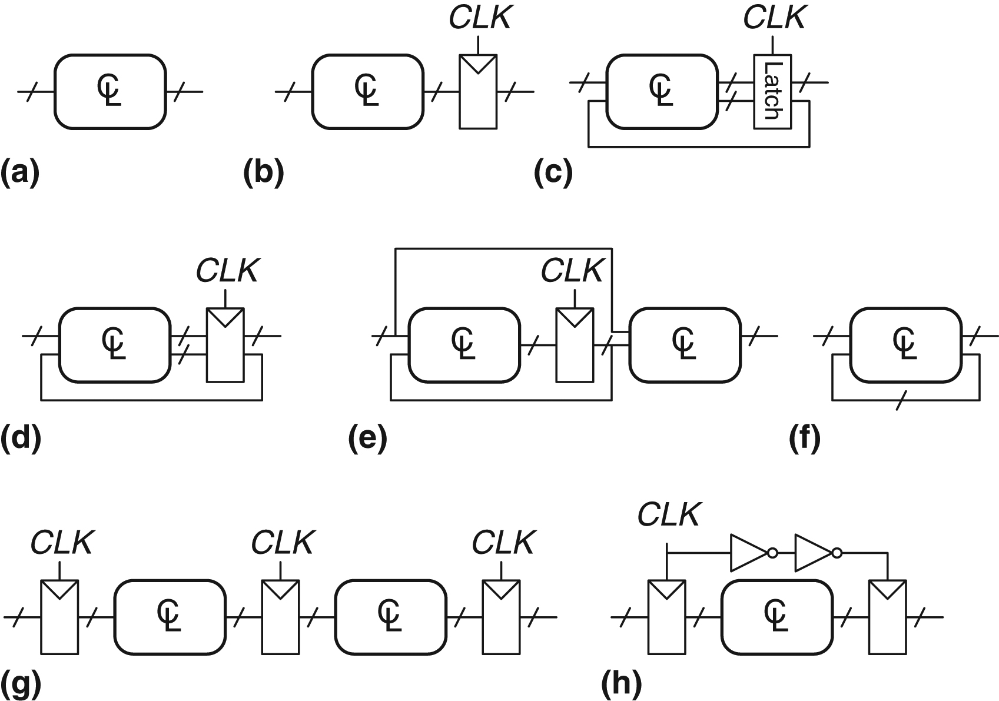 CLK CLK
CL CL CL Latch
(a) (b) (c)
CLK CLK
CL CL CL CL
(d) (e) (f)
CLK
CLK CLK CLK
CL CL CL
(g) (h)